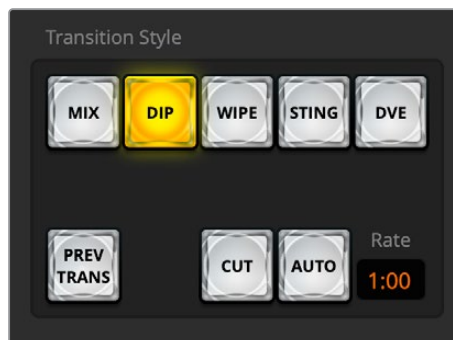 Transition Style
MIX DIP WIPE STING DVE
PREV
TRANS
CUT AUTO
Rate
1:00